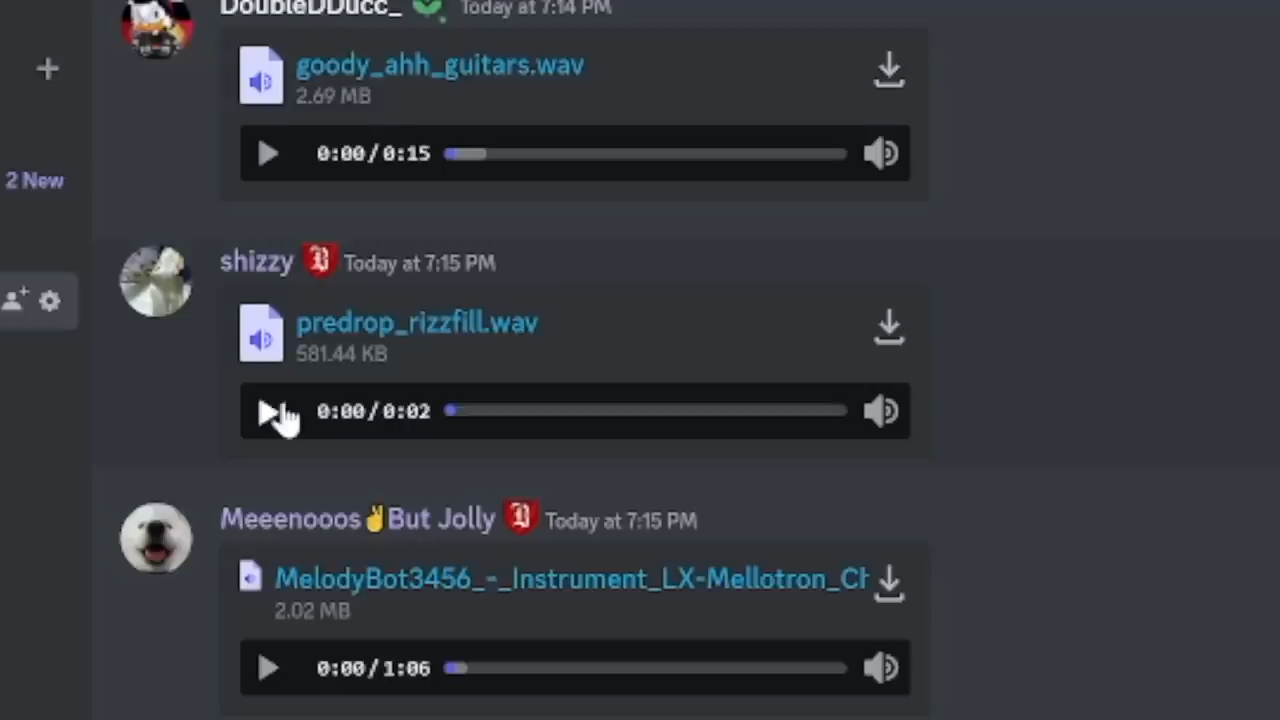 DoubleDDucc_ Today at 7:14 PM
goody_ahh_guitars.wav
2.69 MB
0:00/0:15
2 New
shizzy Today at 7:15 PM
predrop_rizzfill.wav
581.44 KB
0:00/0:02
Meeenooos✌But Jolly Today at 7:15 PM
MelodyBot3456_-_Instrument_LX-Mellotron_Ch
2.02 MB
0:00/1:06